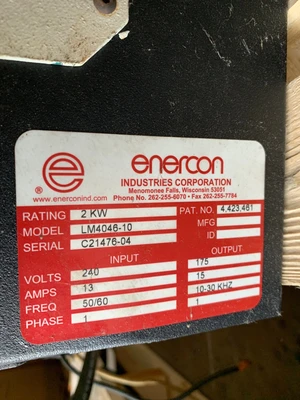 e ®
www.enerconind.com
enercon
INDUSTRIES CORPORATION
Menomonee Falls, Wisconsin 53051
Phone No. 262-255-6070 • Fax 262-255-7784
RATING 2 KW PAT. NO. 4,423,461
MODEL LM4046-10 MFG
SERIAL C21476-04 ID
INPUT OUTPUT
VOLTS 240 175
AMPS 13 15
FREQ 50/60 10-30 KHZ
PHASE 1 1